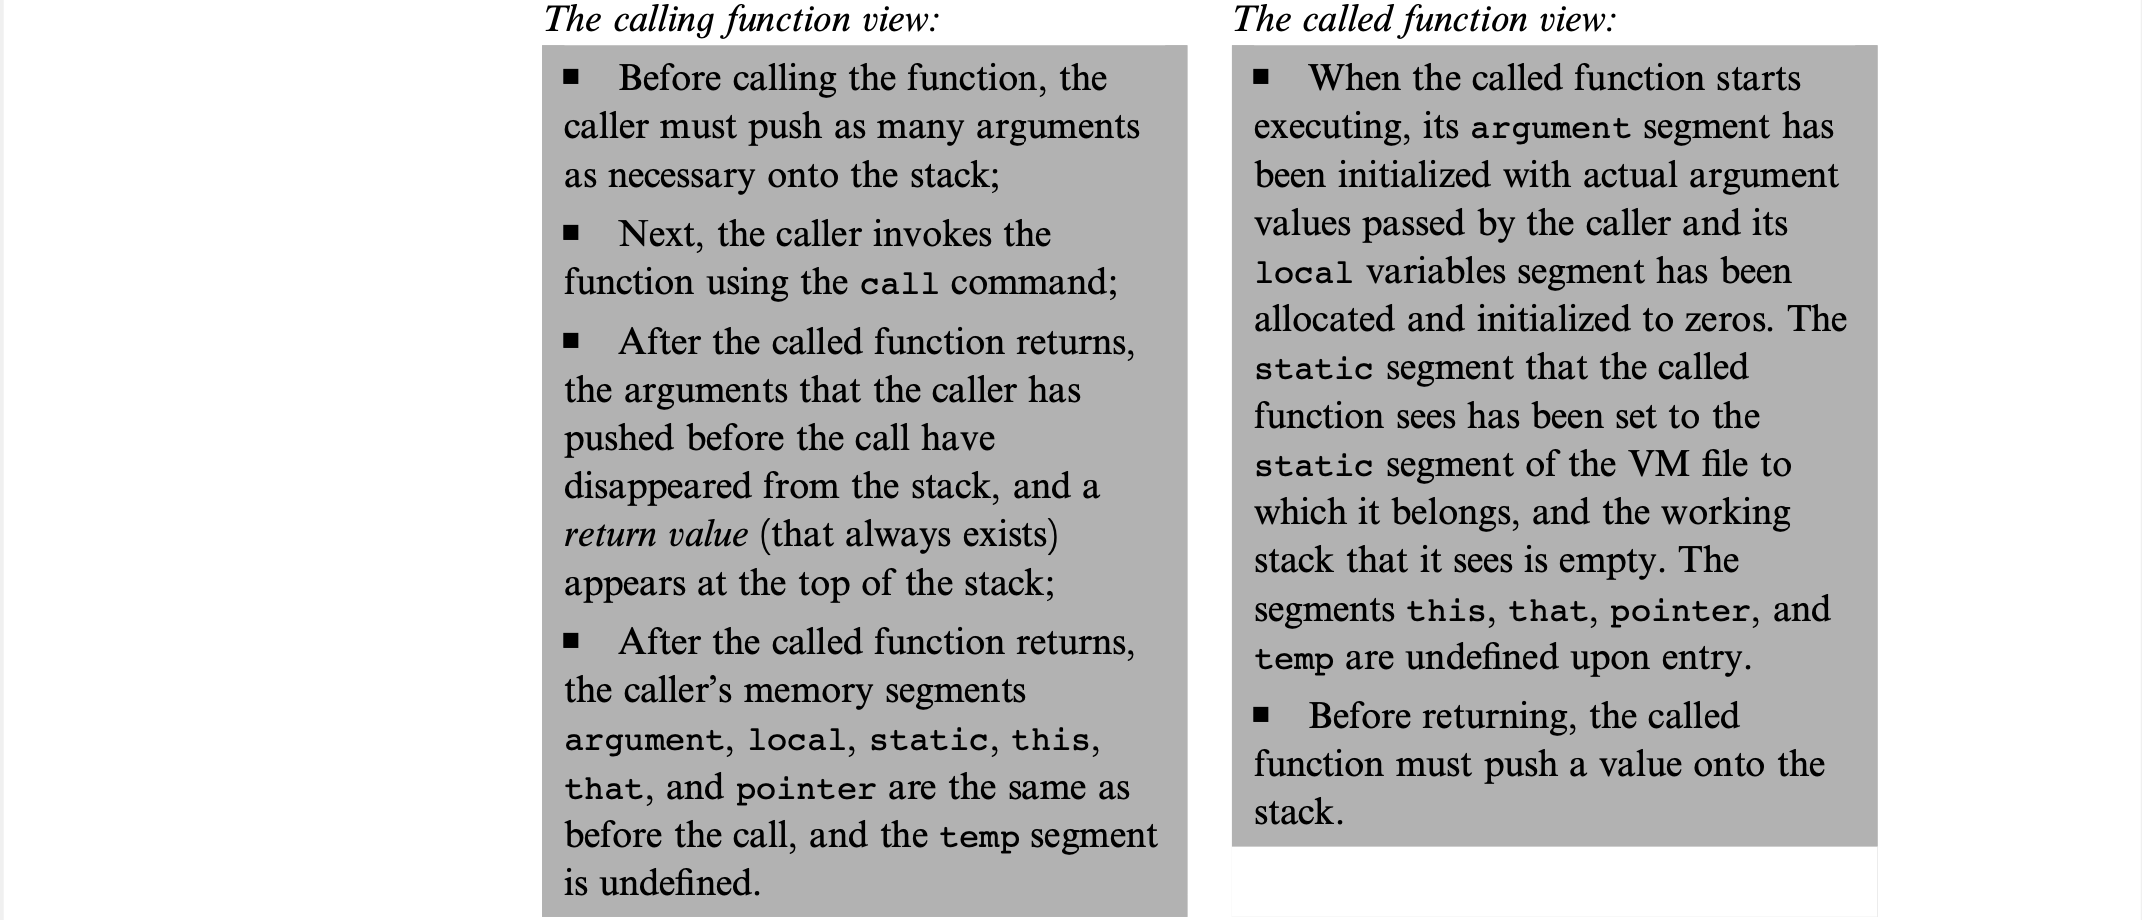 The calling function view:
■ Before calling the function, the
caller must push as many arguments
as necessary onto the stack;
■ Next, the caller invokes the
function using the call command;
■ After the called function returns,
the arguments that the caller has
pushed before the call have
disappeared from the stack, and a
return value (that always exists)
appears at the top of the stack;
■ After the called function returns,
the caller’s memory segments
argument, local, static, this,
that, and pointer are the same as
before the call, and the temp segment
is undefined.
The called function view:
■ When the called function starts
executing, its argument segment has
been initialized with actual argument
values passed by the caller and its
local variables segment has been
allocated and initialized to zeros. The
static segment that the called
function sees has been set to the
static segment of the VM file to
which it belongs, and the working
stack that it sees is empty. The
segments this, that, pointer, and
temp are undefined upon entry.
■ Before returning, the called
function must push a value onto the
stack.